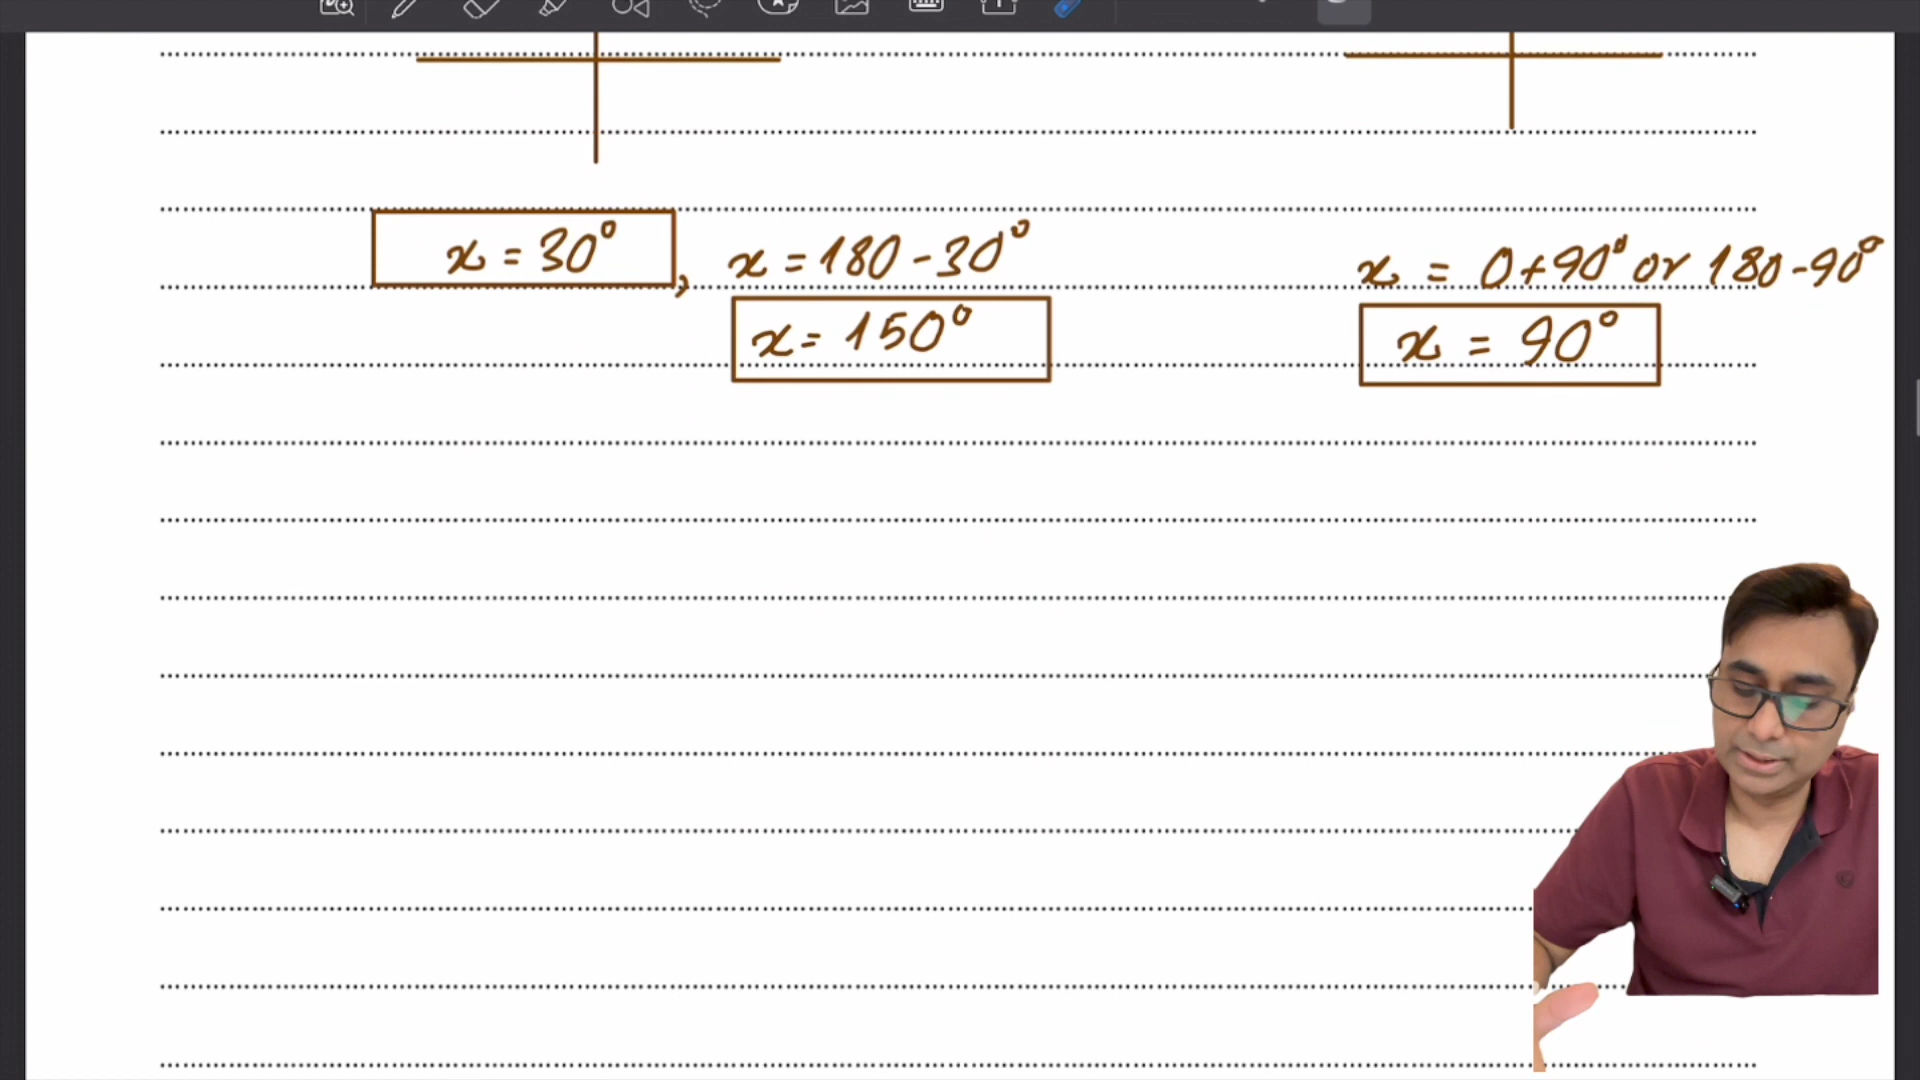 x = 30°, x = 180 - 30°
x = 150°
x = 0 + 90° or 180 - 90°
x = 90°